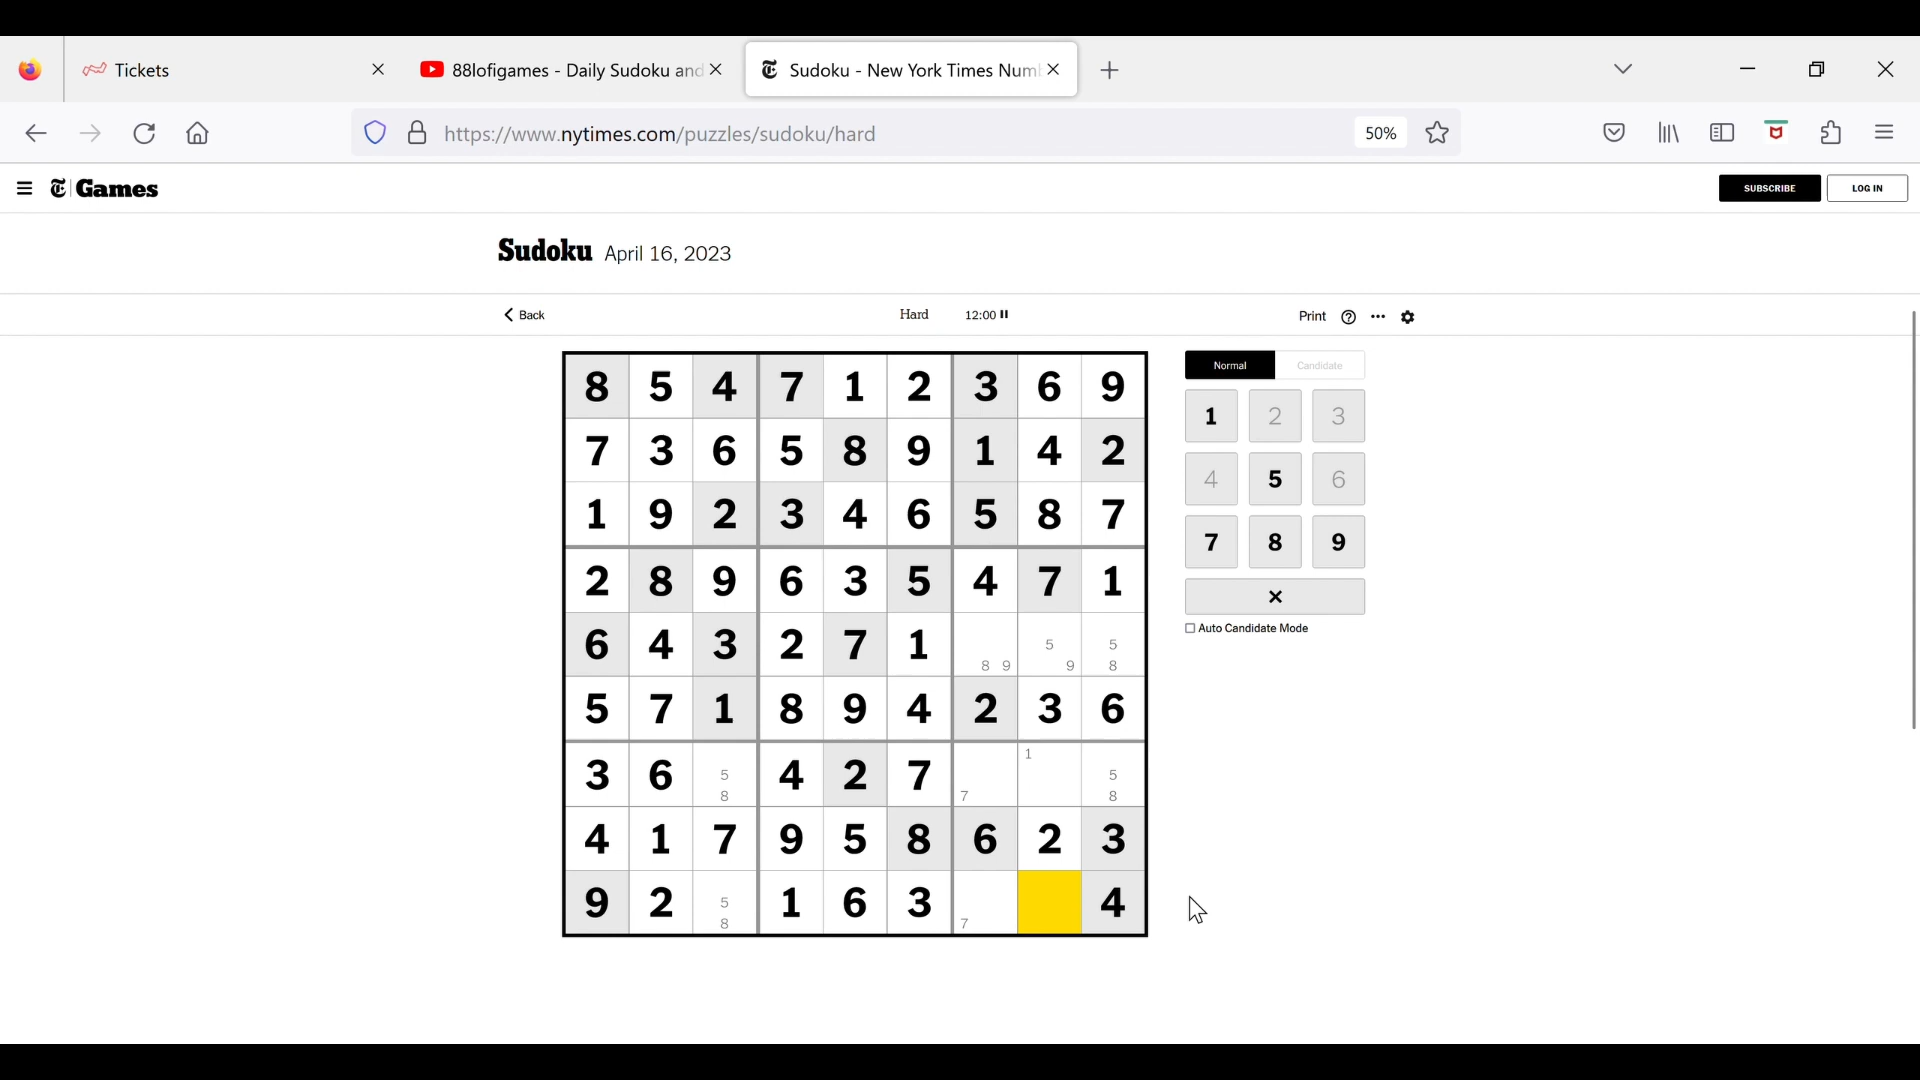 Tickets
88lofigames - Daily Sudoku and
Sudoku - New York Times Num
https://www.nytimes.com/puzzles/sudoku/hard
50%
Games
SUBSCRIBE
LOG IN
Sudoku April 16, 2023
Back
Hard
12:00
Print
8 5 4 7 1 2 3 6 9
7 3 6 5 8 9 1 4 2
1 9 2 3 4 6 5 8 7
2 8 9 6 3 5 4 7 1
6 4 3 2 7 1 8 9 5 9 5 8
5 7 1 8 9 4 2 3 6
3 6 5 8 4 2 7 7 1 5 8
4 1 7 9 5 8 6 2 3
9 2 5 8 1 6 3 7 4
Normal
Candidate
1 2 3
4 5 6
7 8 9
Auto Candidate Mode